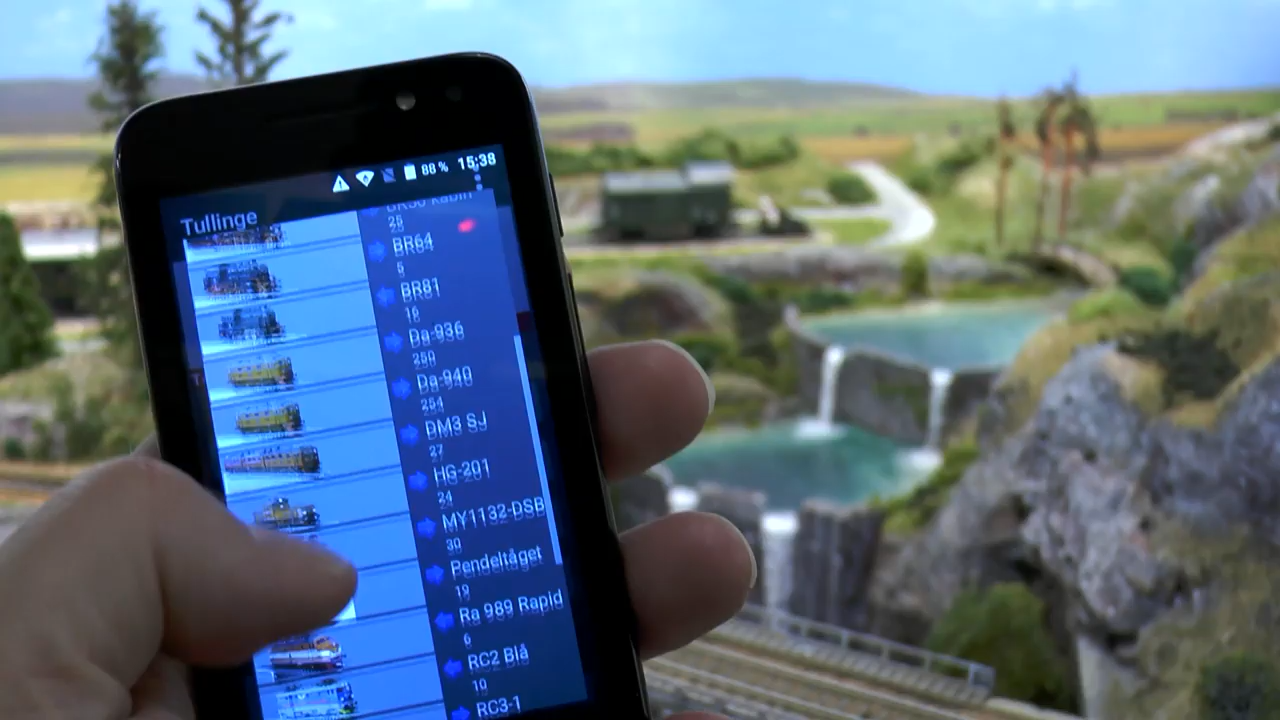 88 % 15:38
Tullinge
25
BR64
5
BR81
18
Da-936
250
Da-940
254
DM3 SJ
27
HG-201
24
MY1132-DSB
30
Pendeltåget
19
Ra 989 Rapid
6
RC2 Blå
10
RC3-1